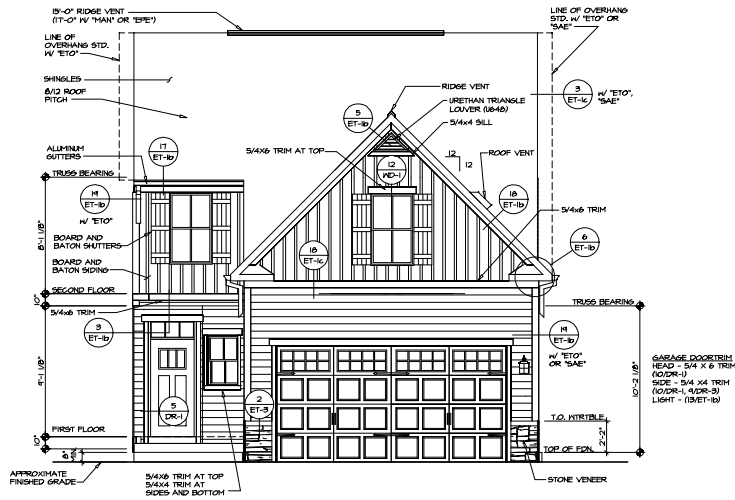 15'-0" RIDGE VENT
(17'-0" W/ "MAN" OR "EPE")
LINE OF
OVERHANG STD.
W/ "ETO"
LINE OF OVERHANG
STD. W/ "ETO" OR
"SAE"
SHINGLES
8/12 ROOF
PITCH
RIDGE VENT
URETHAN TRIANGLE
LOUVER (U648)
5/4x4 SILL
3
ET-1c
W/ "ETO",
"SAE"
5
ET-1b
17
ET-1b
ALUMINUM
GUTTERS
5/4X6 TRIM AT TOP
12
12
ROOF VENT
12
WD-1
TRUSS BEARING
19
ET-1b
W/ "ETO"
18
ET-1b
5/4x6 TRIM
8'-1 1/8"
BOARD AND
BATON SHUTTERS
BOARD AND
BATON SIDING
6
ET-1b
18
ET-1c
SECOND FLOOR
10"
5/4x6 TRIM
TRUSS BEARING
3
ET-1b
19
ET-1b
W/ "ETO"
OR "SAE"
9'-1 1/8"
10'-2 1/8"
GARAGE DOORTRIM
HEAD - 5/4 X 6 TRIM
(10/DR-1)
SIDE - 5/4 X4 TRIM
(10/DR-1, 9/DR-3)
LIGHT - (13/ET-1b)
5
DR-1
2
ET-3
T.O. WTRTBLE.
2'-2"
FIRST FLOOR
10"
TOP OF FDN.
8"
APPROXIMATE
FINISHED GRADE
5/4X6 TRIM AT TOP
5/4X4 TRIM AT
SIDES AND BOTTOM
STONE VENEER